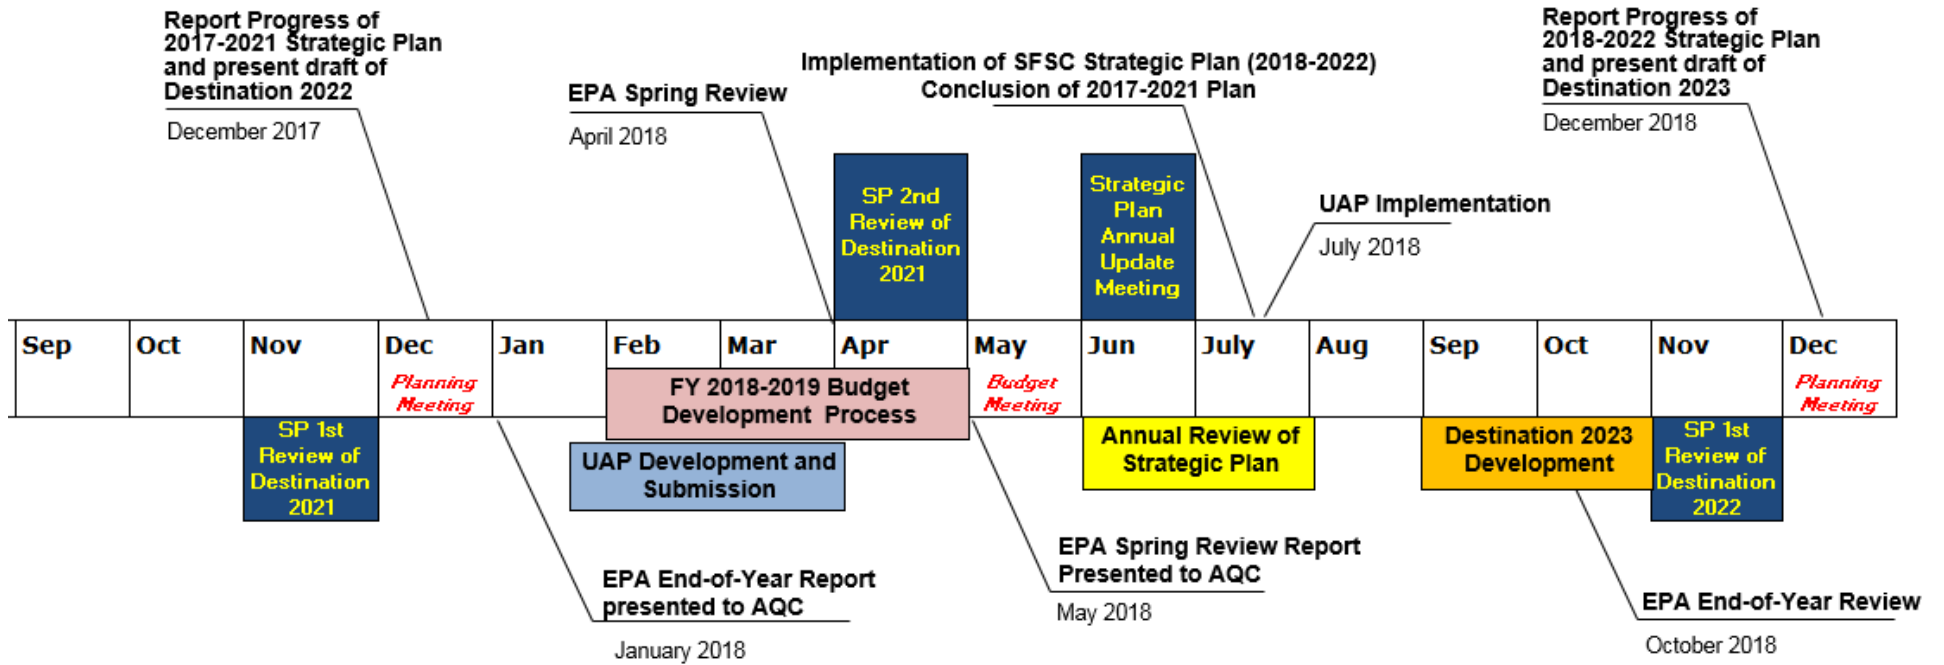 Report Progress of
2017-2021 Strategic Plan
and present draft of
Destination 2022
December 2017
EPA Spring Review
April 2018
Implementation of SFSC Strategic Plan (2018-2022)
Conclusion of 2017-2021 Plan
Report Progress of
2018-2022 Strategic Plan
and present draft of
Destination 2023
December 2018
UAP Implementation
July 2018
SP 2nd
Review of
Destination
2021
Strategic
Plan
Annual
Update
Meeting
Sep Oct Nov Dec Jan Feb Mar Apr May Jun July Aug Sep Oct Nov Dec
Planning
Meeting
Budget
Meeting
Planning
Meeting
FY 2018-2019 Budget
Development Process
SP 1st
Review of
Destination
2021
UAP Development and
Submission
Annual Review of
Strategic Plan
Destination 2023
Development
SP 1st
Review of
Destination
2022
EPA End-of-Year Report
presented to AQC
January 2018
EPA Spring Review Report
Presented to AQC
May 2018
EPA End-of-Year Review
October 2018